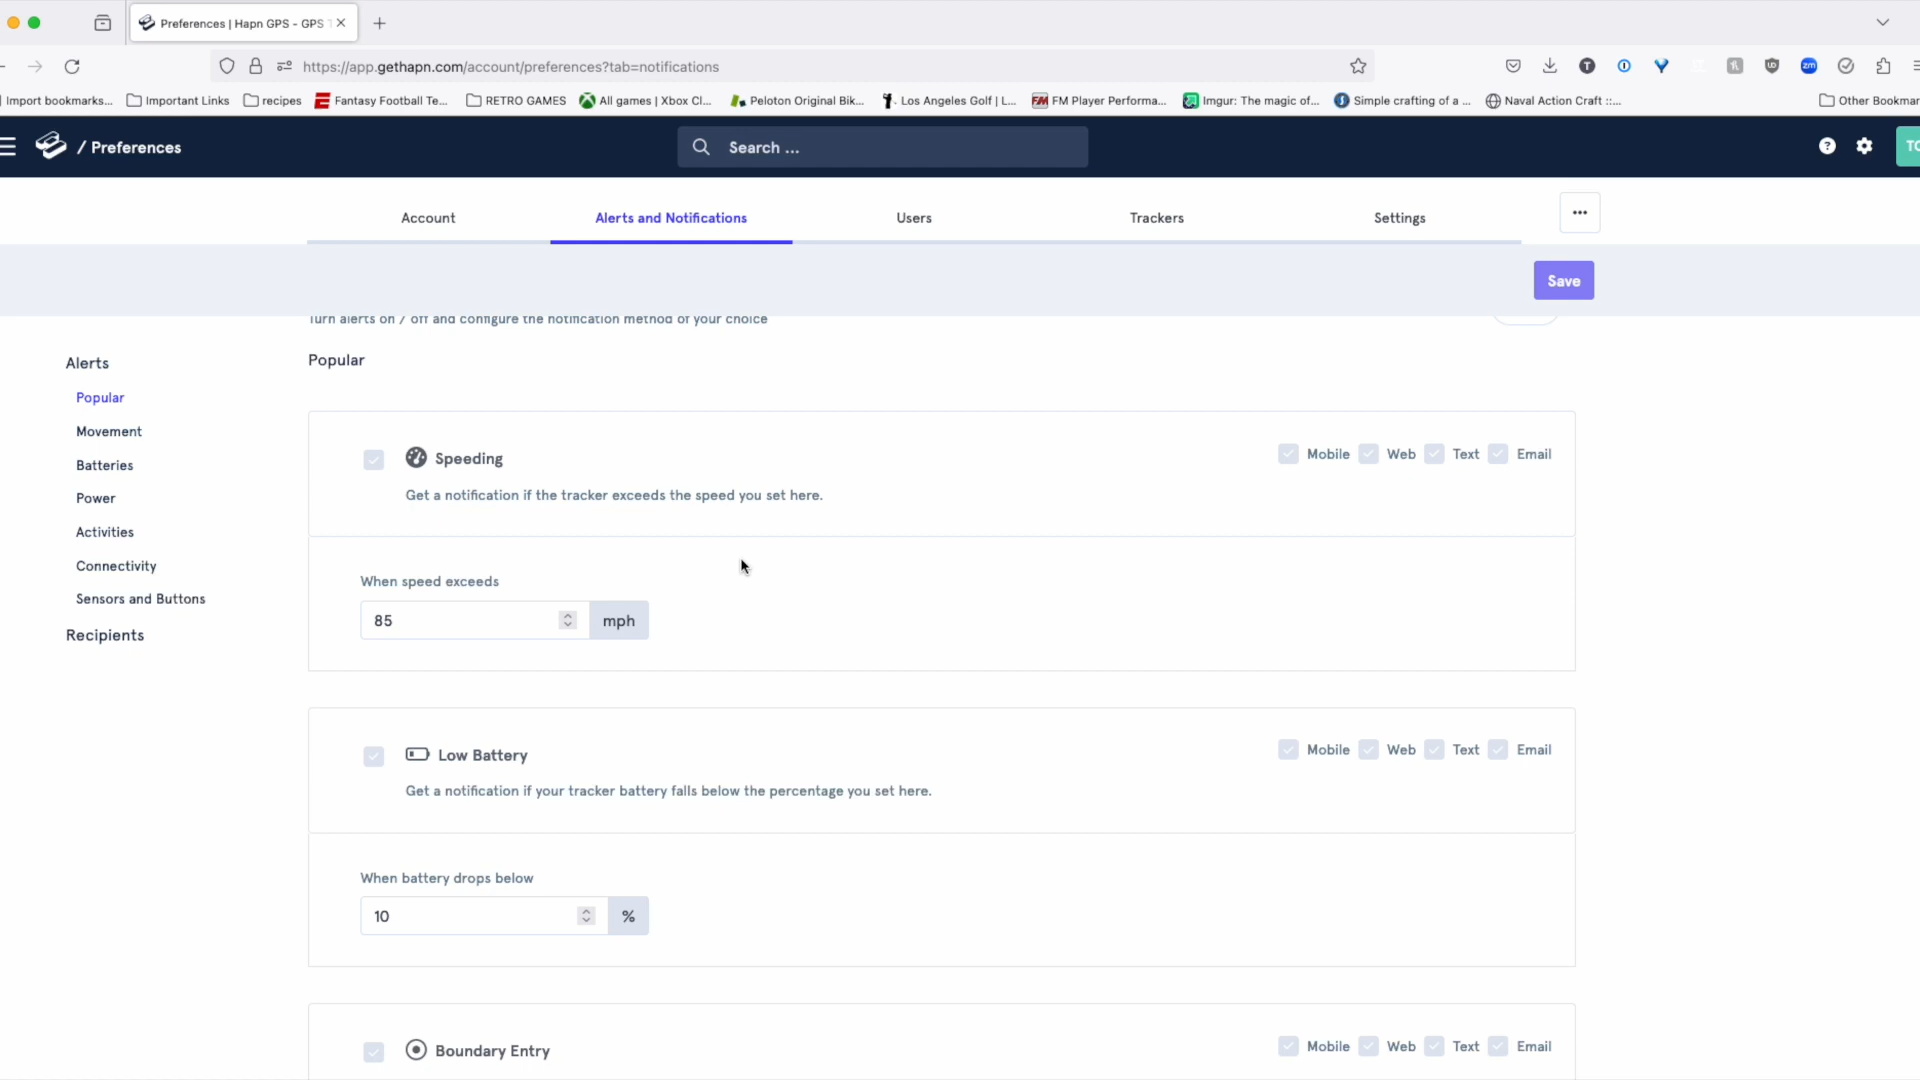 Preferences | Hapn GPS - GPS T
https://app.gethapn.com/account/preferences?tab=notifications
Import bookmarks... Important Links recipes Fantasy Football Te... RETRO GAMES All games | Xbox Cl... Peloton Original Bik... Los Angeles Golf | L... FM Player Performa... Imgur: The magic of... Simple crafting of a ... Naval Action Craft ::... Other Bookmar
/ Preferences Search ... ? TC
Account Alerts and Notifications Users Trackers Settings
Save
Turn alerts on / off and configure the notification method of your choice
Alerts
Popular
Movement
Batteries
Power
Activities
Connectivity
Sensors and Buttons
Recipients
Popular
Speeding Mobile Web Text Email
Get a notification if the tracker exceeds the speed you set here.
When speed exceeds
85 mph
Low Battery Mobile Web Text Email
Get a notification if your tracker battery falls below the percentage you set here.
When battery drops below
10 %
Boundary Entry Mobile Web Text Email